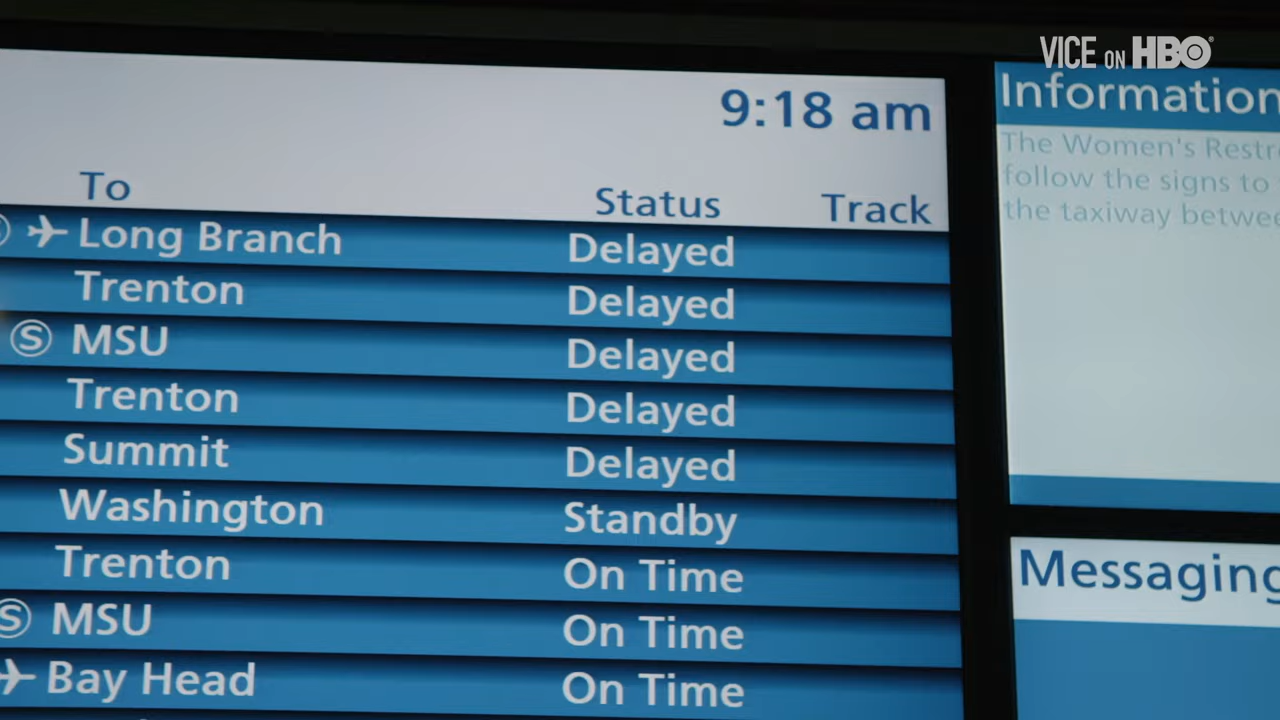 VICE ON HBO®
9:18 am
To Status Track
Long Branch Delayed
Trenton Delayed
S MSU Delayed
Trenton Delayed
Summit Delayed
Washington Standby
Trenton On Time
S MSU On Time
Bay Head On Time
Information
The Women's
follow the signs to
the taxiway
Messaging